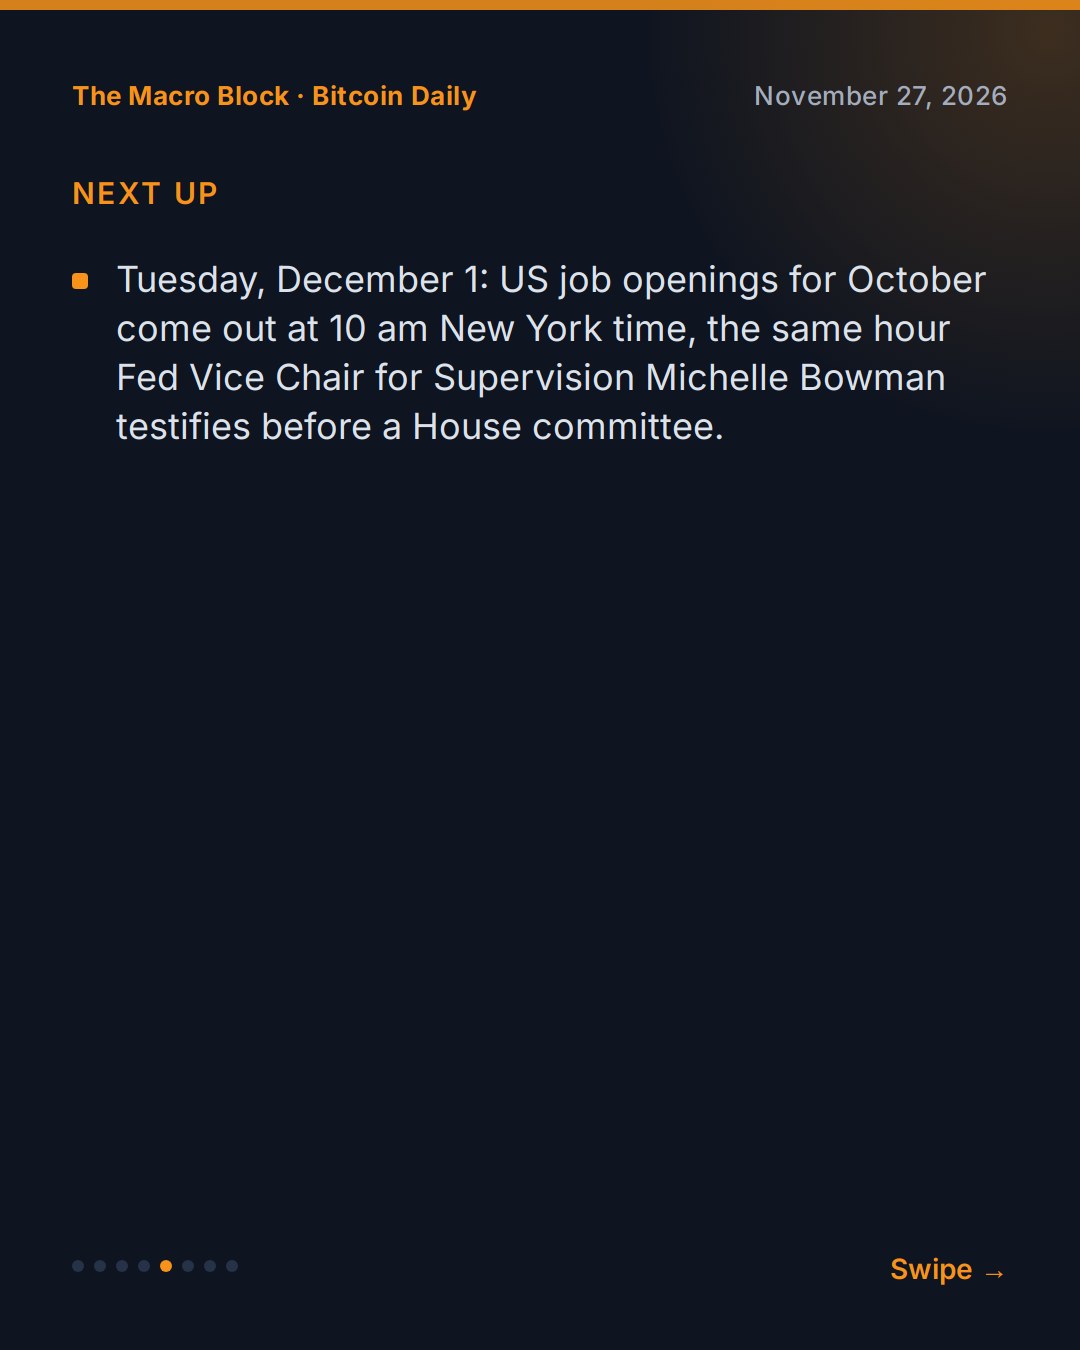 The Macro Block · Bitcoin Daily
November 27, 2026
NEXT UP
Tuesday, December 1: US job openings for October
come out at 10 am New York time, the same hour
Fed Vice Chair for Supervision Michelle Bowman
testifies before a House committee.
Swipe →